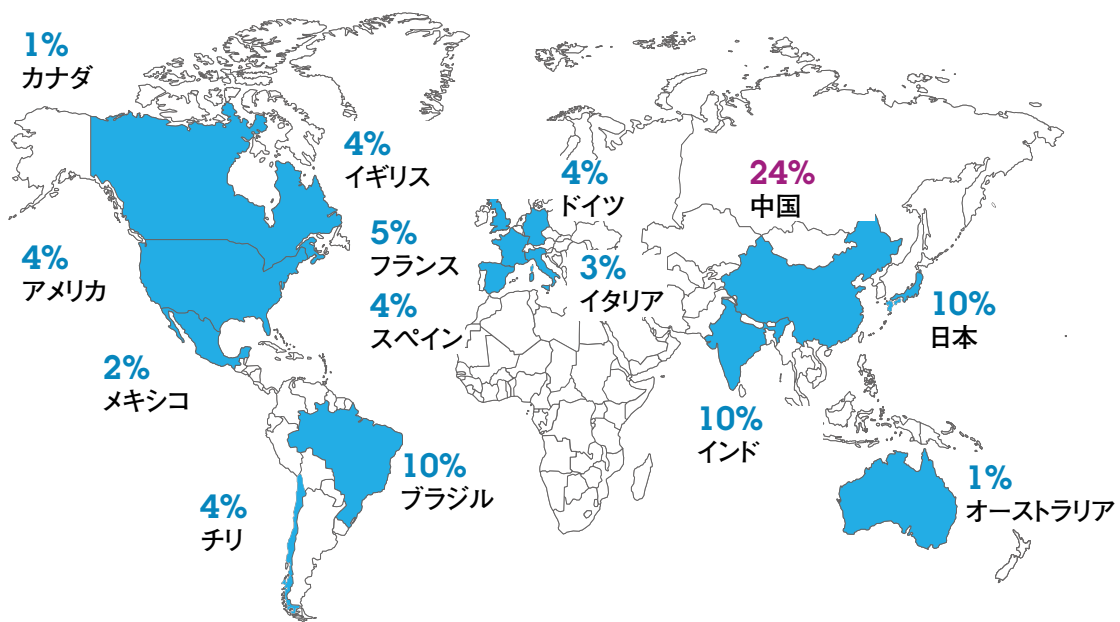 1%
カナダ
4%
イギリス
4%
ドイツ
24%
中国
4%
アメリカ
5%
フランス
3%
イタリア
4%
スペイン
10%
日本
2%
メキシコ
10%
インド
10%
ブラジル
4%
チリ
1%
オーストラリア